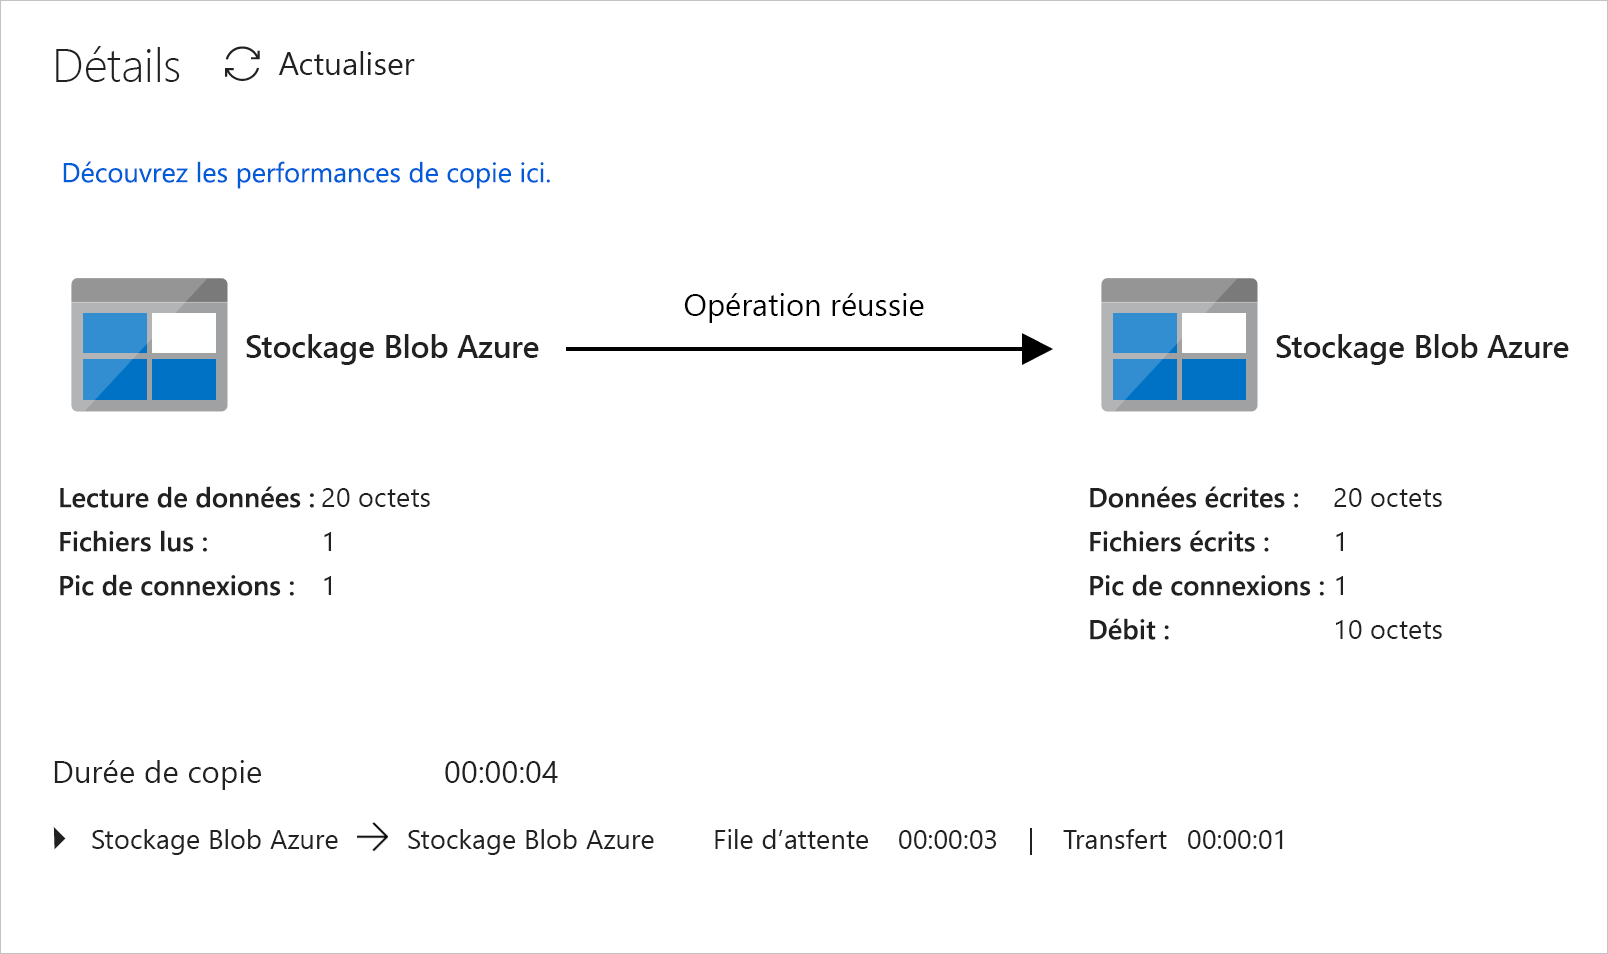 Détails Actualiser
Découvrez les performances de copie ici.
Opération réussie
Stockage Blob Azure Stockage Blob Azure
Lecture de données : 20 octets Données écrites : 20 octets
Fichiers lus : 1 Fichiers écrits : 1
Pic de connexions : 1 Pic de connexions : 1
Débit : 10 octets
Durée de copie 00:00:04
Stockage Blob Azure → Stockage Blob Azure File d’attente 00:00:03 | Transfert 00:00:01